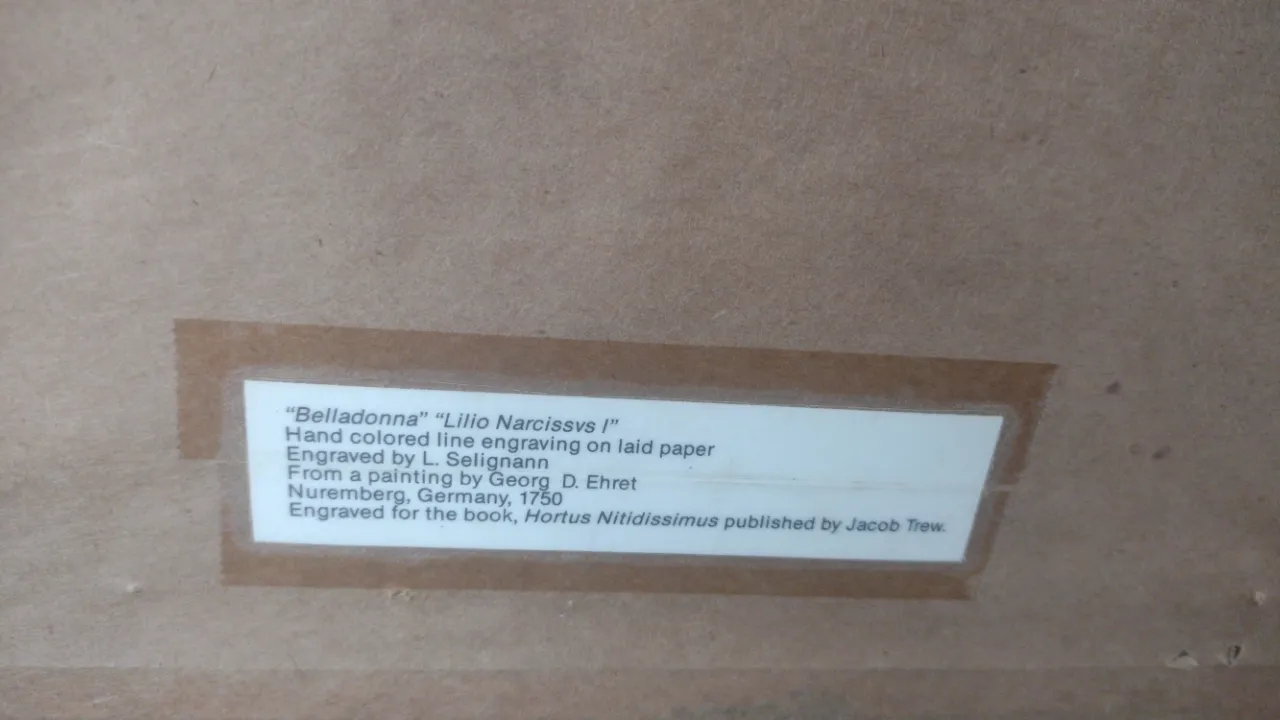 “Belladonna” “Lilio Narcissvs I”
Hand colored line engraving on laid paper
Engraved by L. Selignann
From a painting by Georg D. Ehret
Nuremberg, Germany, 1750
Engraved for the book, Hortus Nitidissimus published by Jacob Trew.